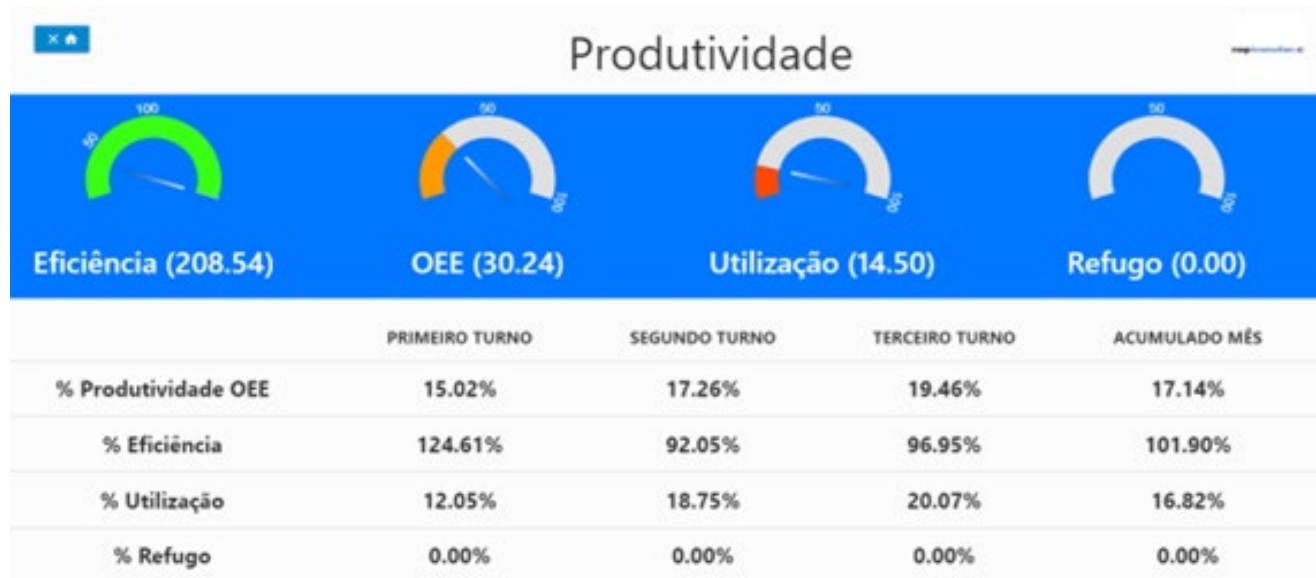 Produtividade
50 100
50 100
50 100
50 100
Eficiência (208.54) OEE (30.24) Utilização (14.50) Refugo (0.00)
PRIMEIRO TURNO SEGUNDO TURNO TERCEIRO TURNO ACUMULADO MÊS
% Produtividade OEE 15.02% 17.26% 19.46% 17.14%
% Eficiência 124.61% 92.05% 96.95% 101.90%
% Utilização 12.05% 18.75% 20.07% 16.82%
% Refugo 0.00% 0.00% 0.00% 0.00%